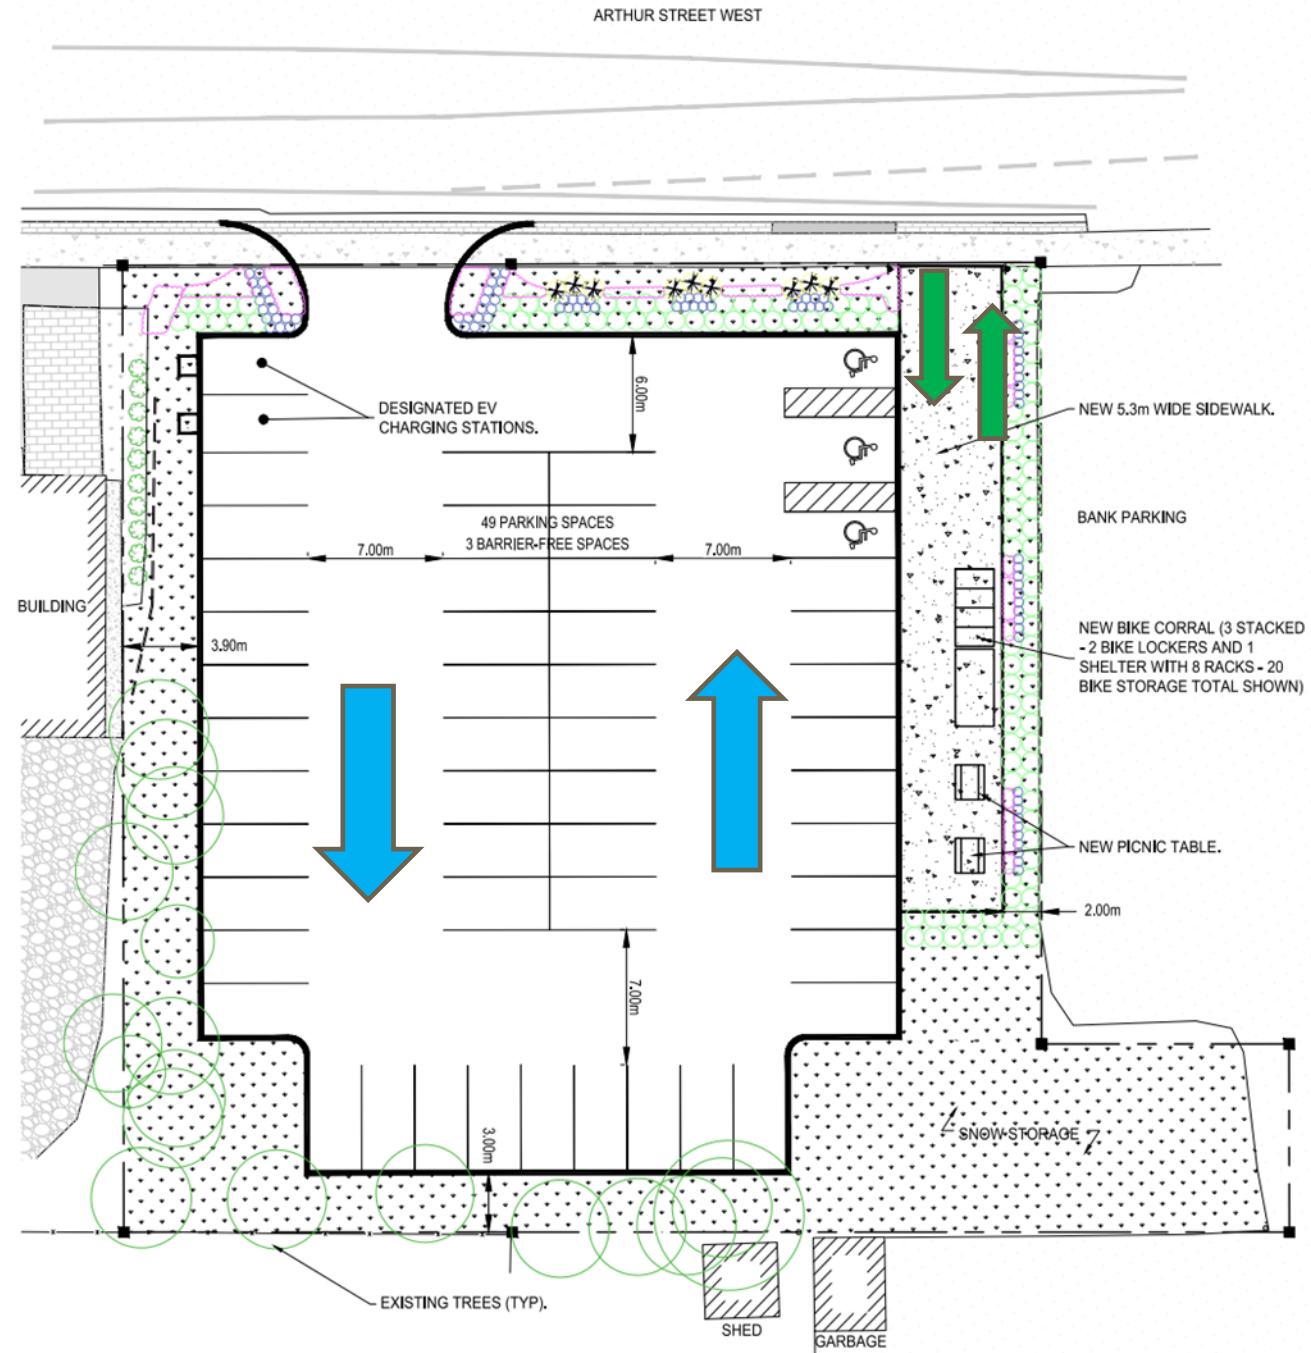 ARTHUR STREET WEST
6.00m
DESIGNATED EV
CHARGING STATIONS.
NEW 5.3m WIDE SIDEWALK.
49 PARKING SPACES
3 BARRIER-FREE SPACES
7.00m
7.00m
BANK PARKING
BUILDING
3.90m
NEW BIKE CORRAL (3 STACKED
- 2 BIKE LOCKERS AND 1
SHELTER WITH 8 RACKS - 20
BIKE STORAGE TOTAL SHOWN)
NEW PICNIC TABLE.
2.00m
7.00m
SNOW STORAGE
3.00m
EXISTING TREES (TYP).
SHED
GARBAGE